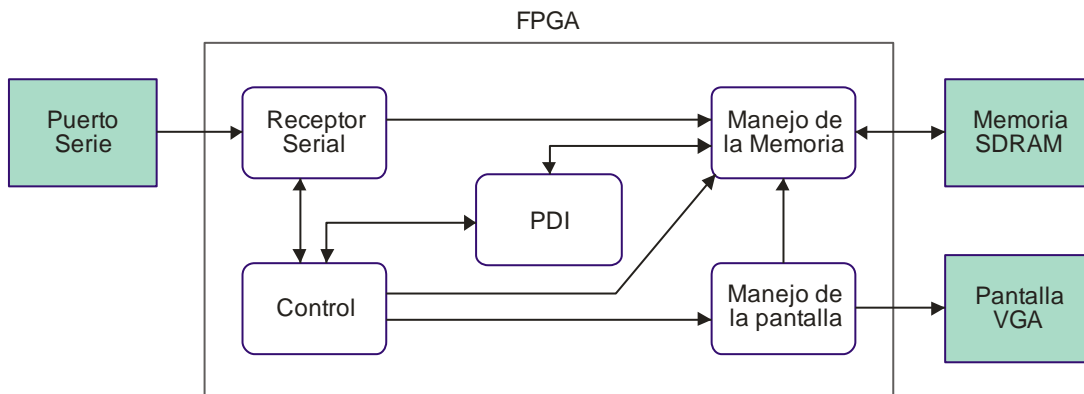 FPGA
Puerto
Serie
Receptor
Serial
Manejo de
la Memoria
Memoria
SDRAM
PDI
Control
Manejo de
la pantalla
Pantalla
VGA